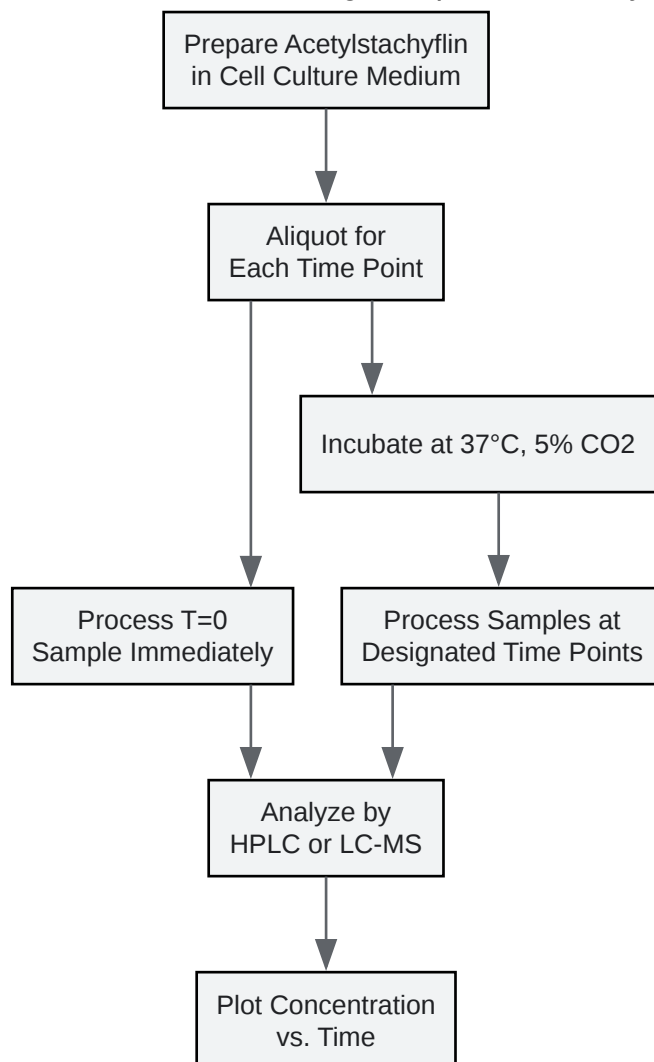 Prepare Acetylstachyflin
in Cell Culture Medium
Aliquot for
Each Time Point
Incubate at 37°C, 5% CO2
Process T=0
Sample Immediately
Process Samples at
Designated Time Points
Analyze by
HPLC or LC-MS
Plot Concentration
vs. Time